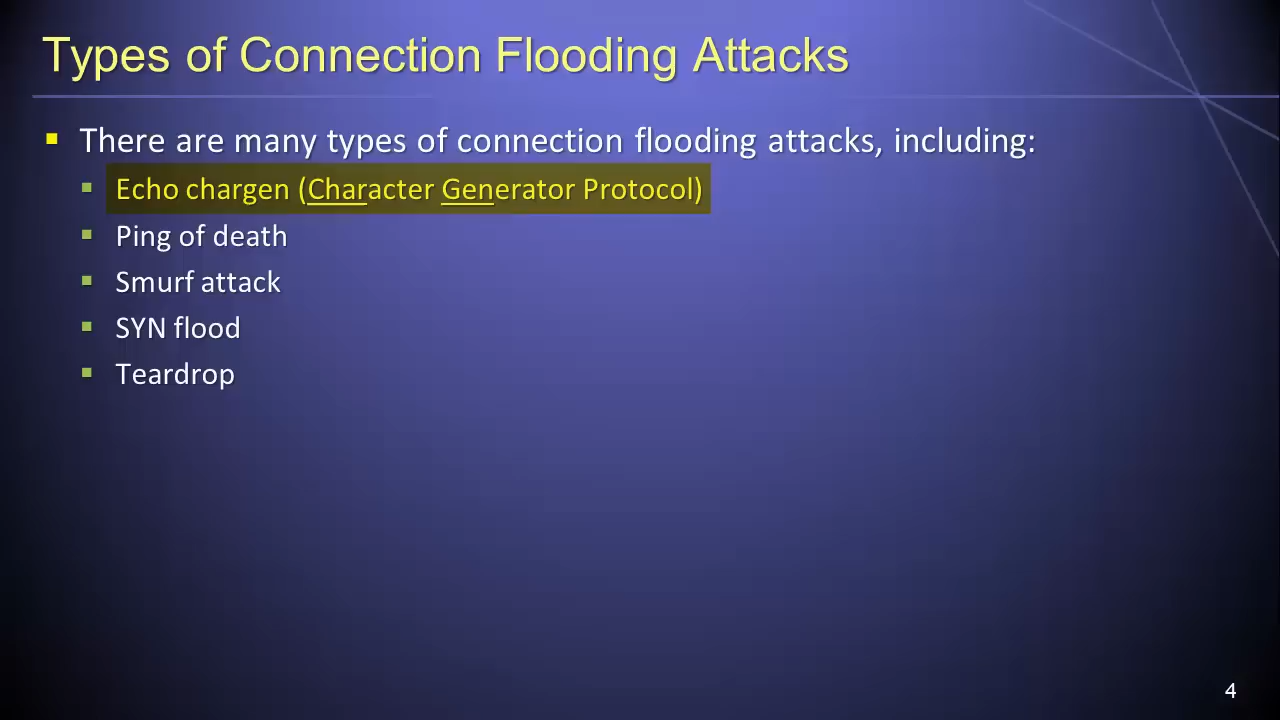 Types of Connection Flooding Attacks
There are many types of connection flooding attacks, including:
Echo chargen (Character Generator Protocol)
Ping of death
Smurf attack
SYN flood
Teardrop
4